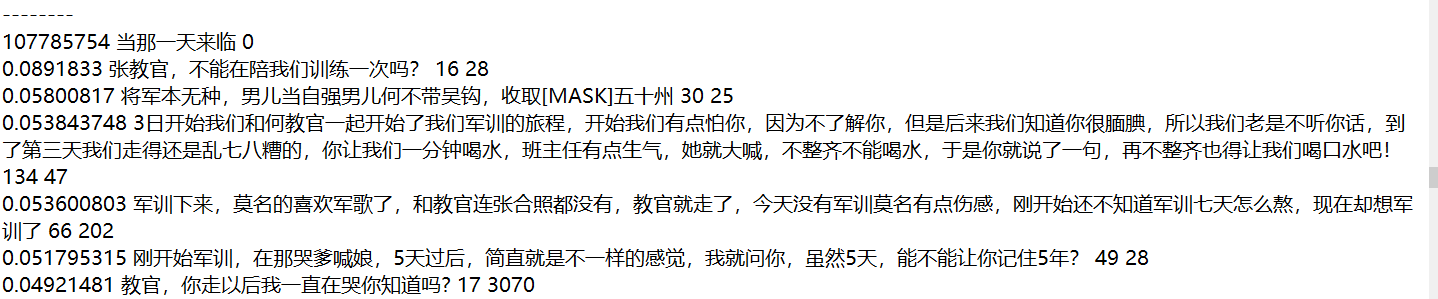 --------
107785754 当那一天来临 0
0.0891833 张教官，不能在陪我们训练一次吗？ 16 28
0.05800817 将军本无种，男儿当自强男儿何不带吴钩，收取[MASK]五十州 30 25
0.053843748 3日开始我们和何教官一起开始了我们军训的旅程，开始我们有点怕你，因为不了解你，但是后来我们知道你很腼腆，所以我们老是不听你话，到
了第三天我们走得还是乱七八糟的，你让我们一分钟喝水，班主任有点生气，她就大喊，不整齐不能喝水，于是你就说了一句，再不整齐也得让我们喝口水吧！
134 47
0.053600803 军训下来，莫名的喜欢军歌了，和教官连张合照都没有，教官就走了，今天没有军训莫名有点伤感，刚开始还不知道军训七天怎么熬，现在却想军
训了 66 202
0.051795315 刚开始军训，在那哭爹喊娘，5天过后，简直就是不一样的感觉，我就问你，虽然5天，能不能让你记住5年？ 49 28
0.04921481 教官，你走以后我一直在哭你知道吗? 17 3070